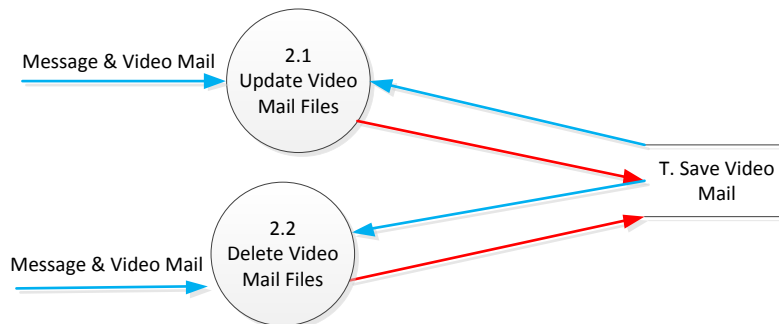 Message & Video Mail
2.1
Update Video
Mail Files
T. Save Video
Mail
2.2
Delete Video
Mail Files
Message & Video Mail